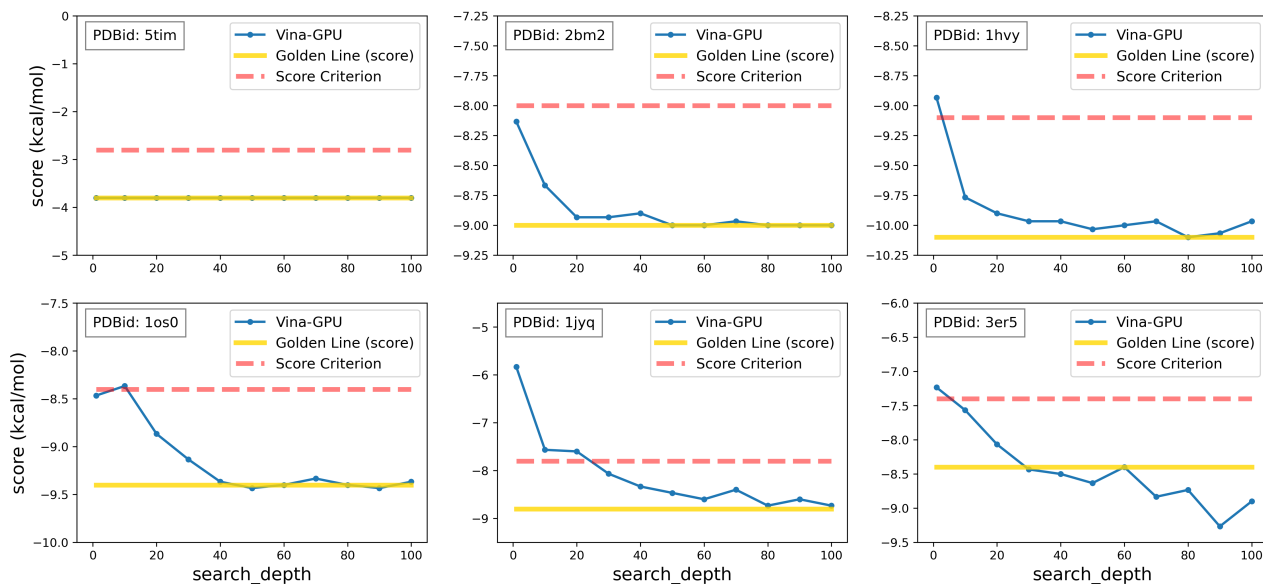 PDBid: 5tim
Vina-GPU
Golden Line (score)
Score Criterion
score (kcal/mol)
0
−1
−2
−3
−4
−5
0 20 40 60 80 100
PDBid: 2bm2
Vina-GPU
Golden Line (score)
Score Criterion
−7.25
−7.50
−7.75
−8.00
−8.25
−8.50
−8.75
−9.00
−9.25
0 20 40 60 80 100
PDBid: 1hvy
Vina-GPU
Golden Line (score)
Score Criterion
−8.25
−8.50
−8.75
−9.00
−9.25
−9.50
−9.75
−10.00
−10.25
0 20 40 60 80 100
PDBid: 1os0
Vina-GPU
Golden Line (score)
Score Criterion
score (kcal/mol)
−7.5
−8.0
−8.5
−9.0
−9.5
−10.0
0 20 40 60 80 100
search_depth
PDBid: 1jyq
Vina-GPU
Golden Line (score)
Score Criterion
−5
−6
−7
−8
−9
0 20 40 60 80 100
search_depth
PDBid: 3er5
Vina-GPU
Golden Line (score)
Score Criterion
−6.0
−6.5
−7.0
−7.5
−8.0
−8.5
−9.0
−9.5
0 20 40 60 80 100
search_depth